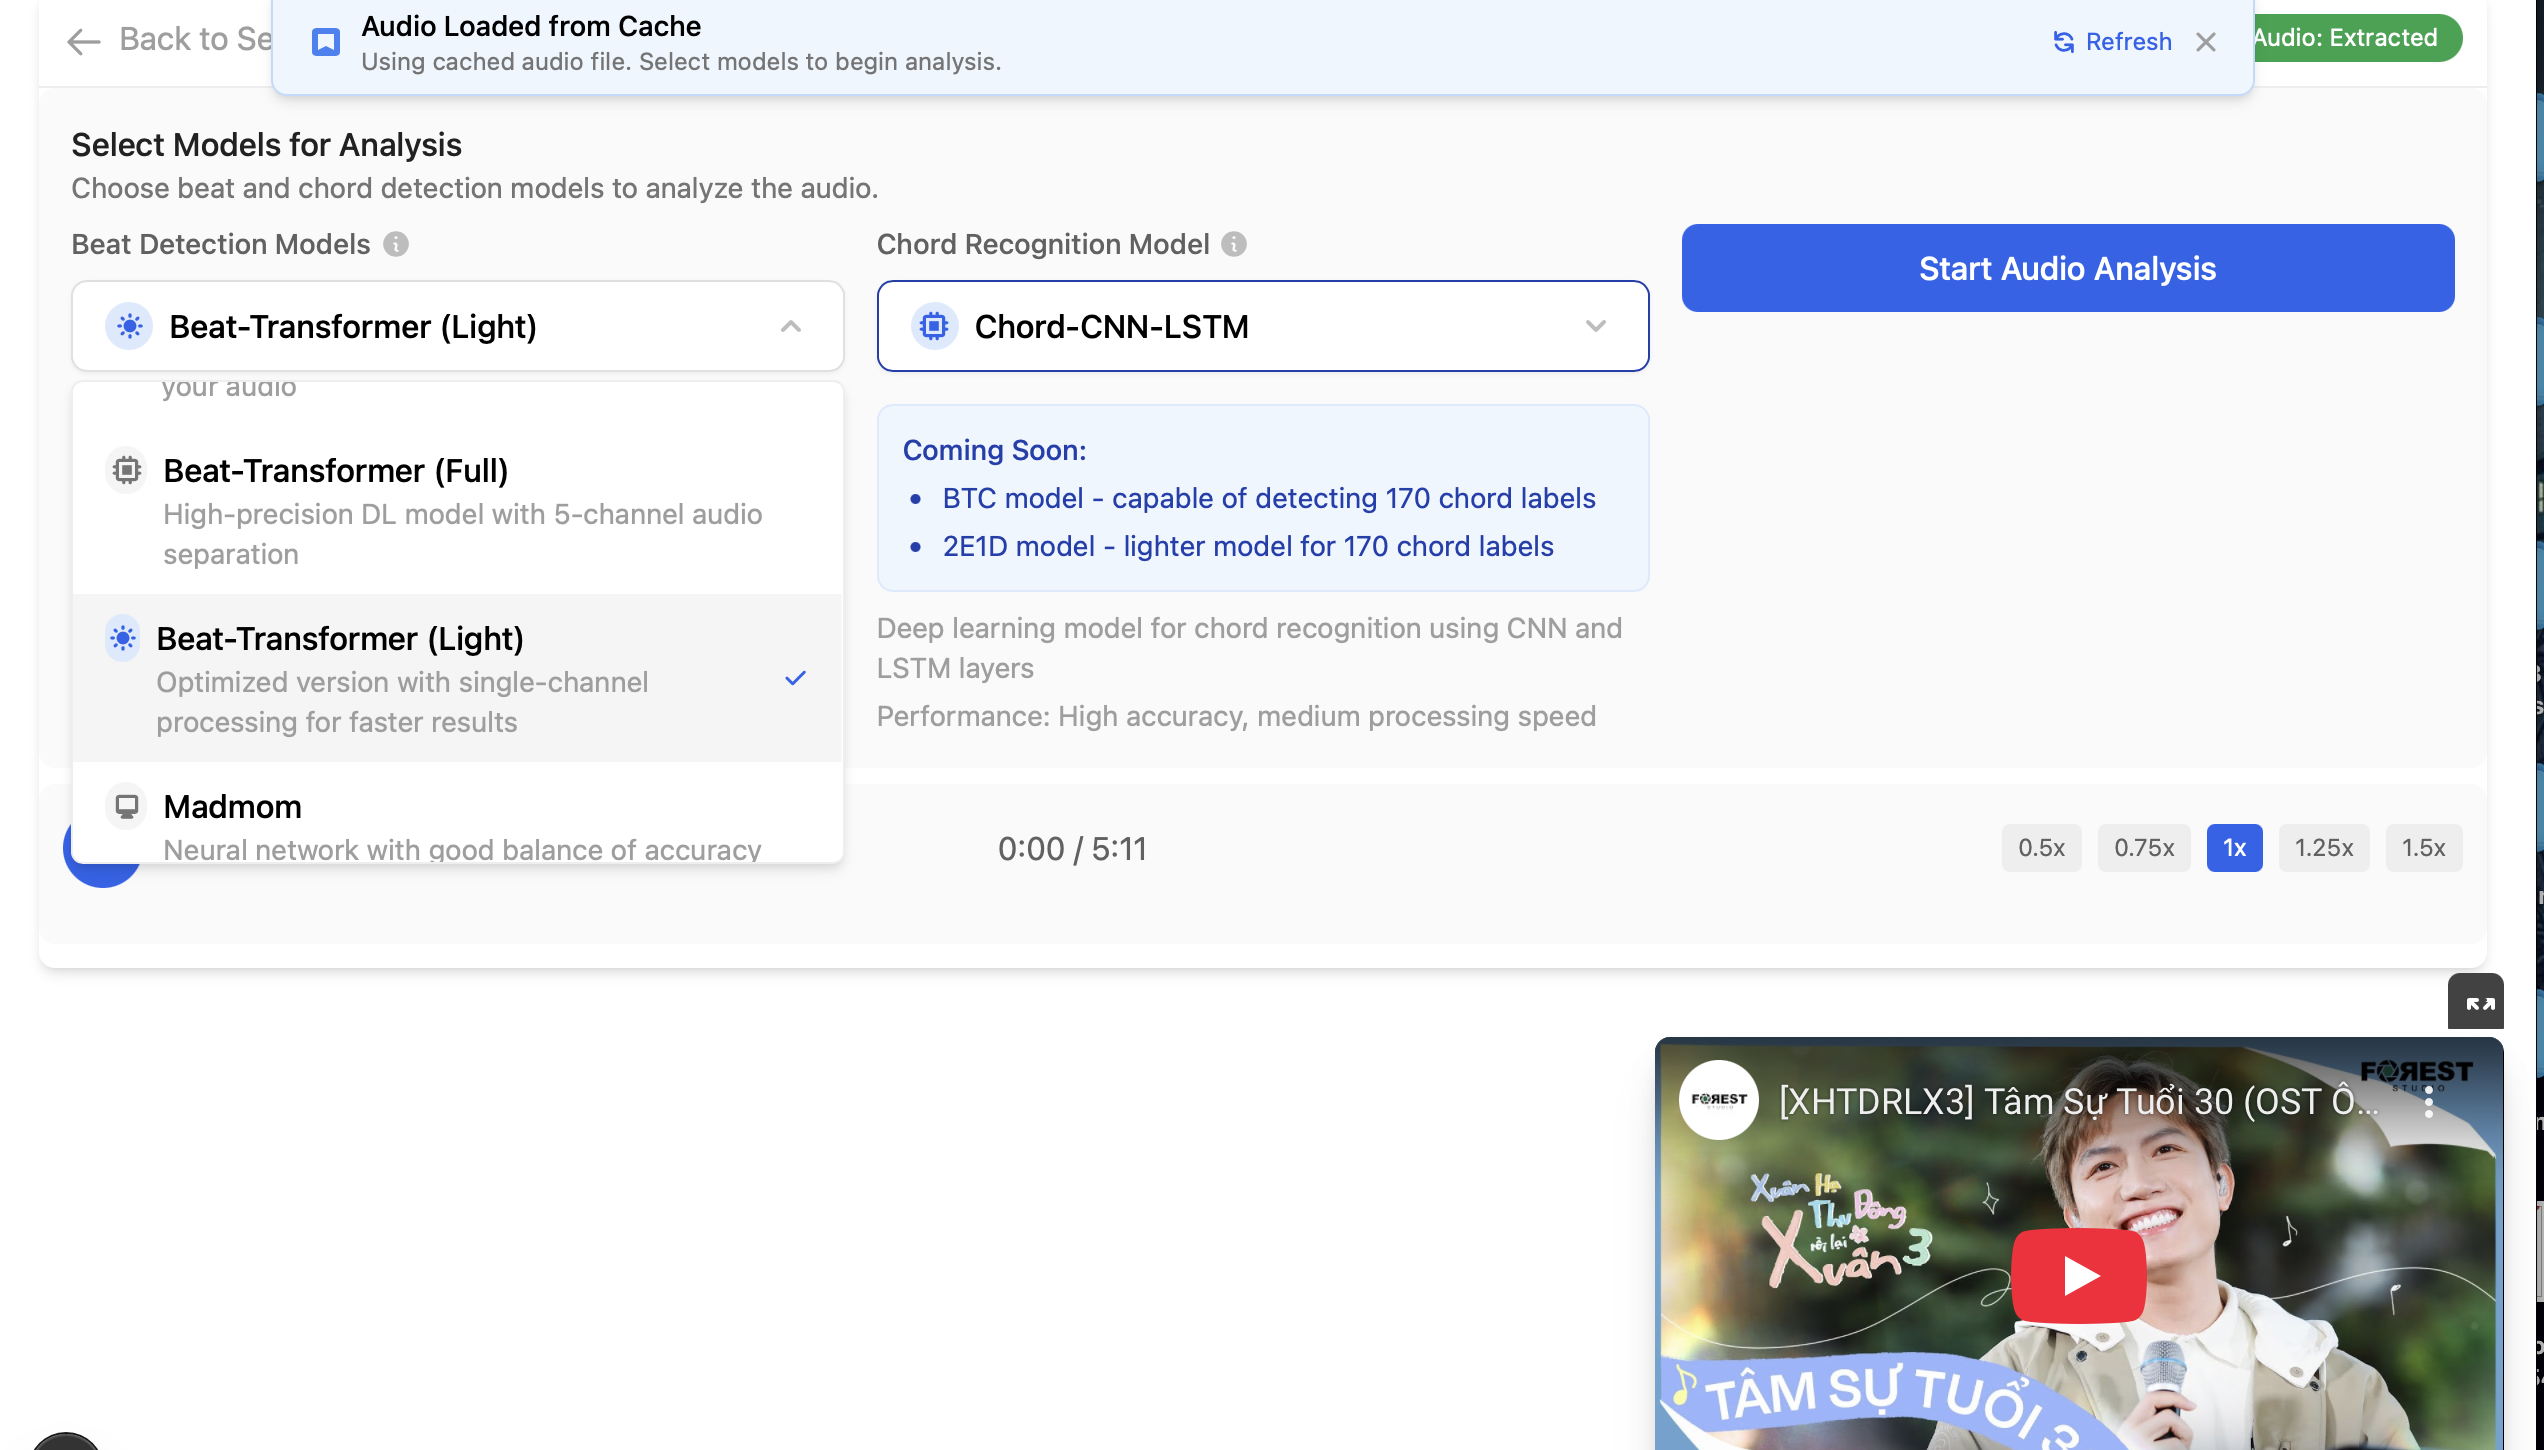 Back to Se
Audio Loaded from Cache
Using cached audio file. Select models to begin analysis.
Refresh
Audio: Extracted
Select Models for Analysis
Choose beat and chord detection models to analyze the audio.
Beat Detection Models
Beat-Transformer (Light)
your audio
Beat-Transformer (Full)
High-precision DL model with 5-channel audio
separation
Beat-Transformer (Light)
Optimized version with single-channel
processing for faster results
Madmom
Neural network with good balance of accuracy
Chord Recognition Model
Chord-CNN-LSTM
Coming Soon:
• BTC model - capable of detecting 170 chord labels
• 2E1D model - lighter model for 170 chord labels
Deep learning model for chord recognition using CNN and
LSTM layers
Performance: High accuracy, medium processing speed
Start Audio Analysis
0:00 / 5:11
0.5x
0.75x
1x
1.25x
1.5x
FOREST
STUDIO
FOREST
[XHTDRLX3] Tâm Sự Tuổi 30 (OST Ô...
Xuân Hạ
Thu Đông
rồi lại
Xuân 3
TÂM SỰ TUỔI 3